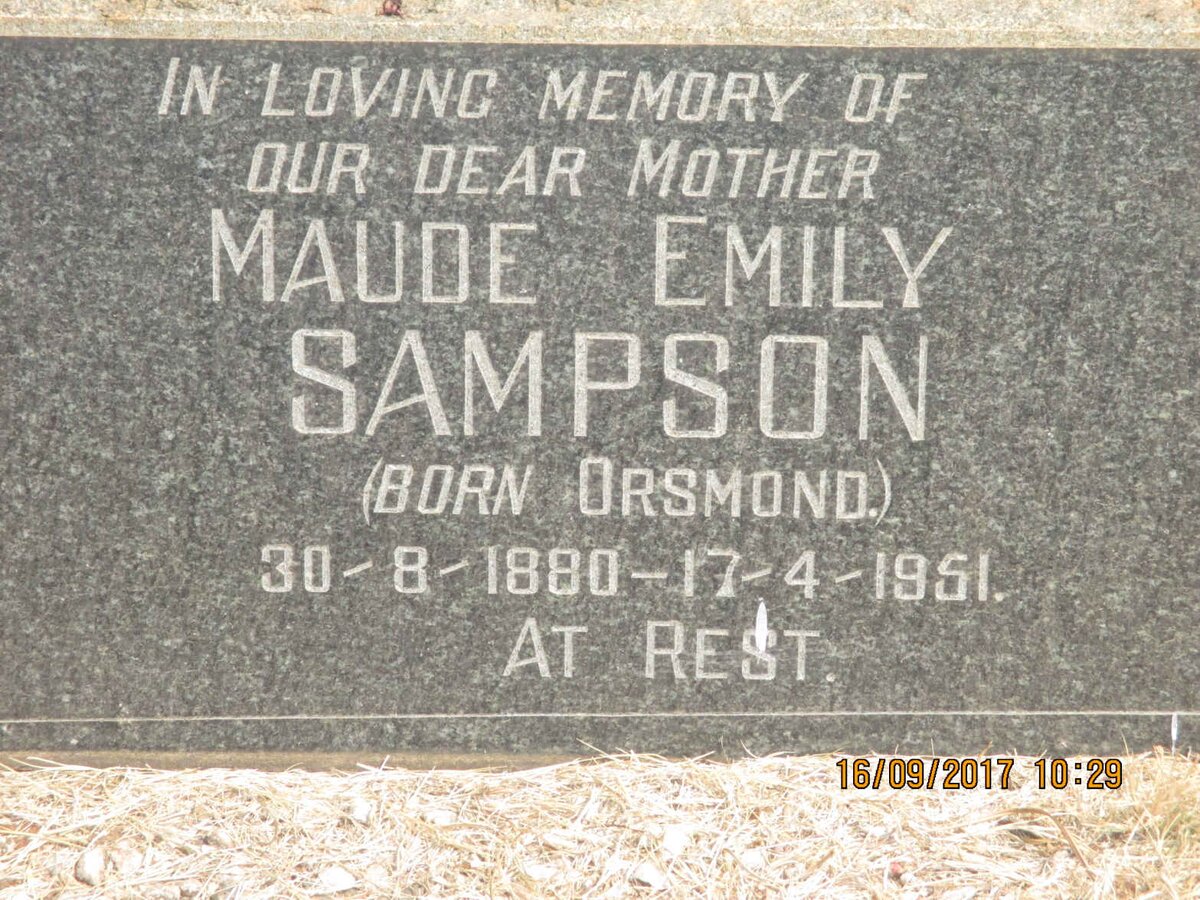 IN LOVING MEMORY OF
OUR DEAR MOTHER
MAUDE EMILY
SAMPSON
(BORN ORSMOND.)
30-8-1880-17-4-1951.
AT REST.
16/09/2017 10:29